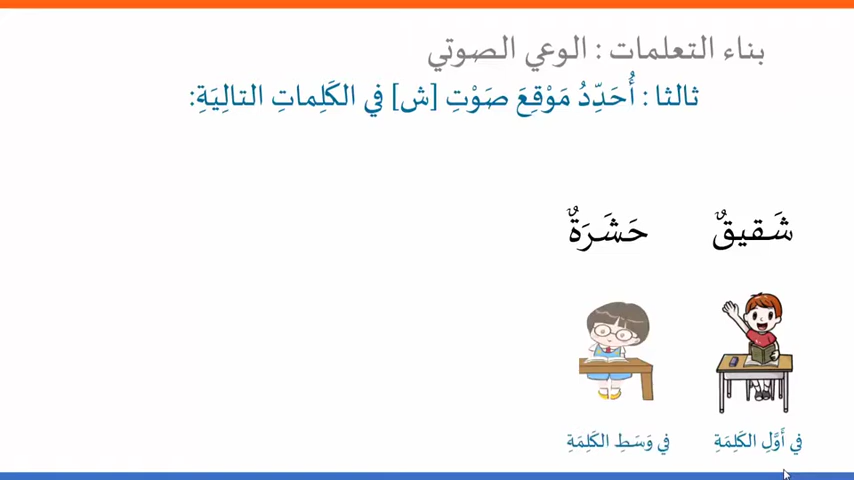 بناء التعلمات : الوعي الصوتي
ثالثا : أُحَدِّدُ مَوْقِعَ صَوْتِ [ش] في الكَلِماتِ التالِيَةِ:
شَقيقٌ حَشَرَةٌ
في أَوَّلِ الكَلِمَةِ في وَسَطِ الكَلِمَةِ